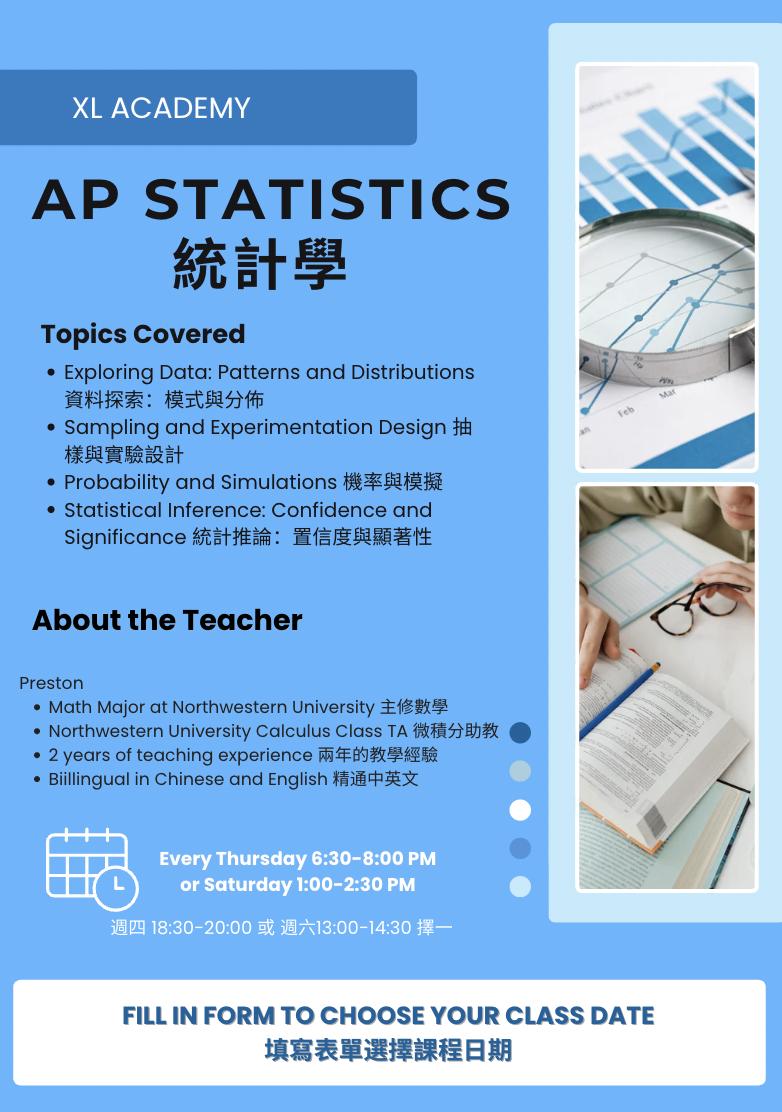 XL ACADEMY
AP STATISTICS
統計學
Topics Covered
• Exploring Data: Patterns and Distributions
資料探索：模式與分佈
• Sampling and Experimentation Design 抽
樣與實驗設計
• Probability and Simulations 機率與模擬
• Statistical Inference: Confidence and
Significance 統計推論：置信度與顯著性
About the Teacher
Preston
• Math Major at Northwestern University 主修數學
• Northwestern University Calculus Class TA 微積分助教
• 2 years of teaching experience 兩年的教學經驗
• Biillingual in Chinese and English 精通中英文
Every Thursday 6:30-8:00 PM
or Saturday 1:00-2:30 PM
週四 18:30-20:00 或 週六13:00-14:30 擇一
FILL IN FORM TO CHOOSE YOUR CLASS DATE
填寫表單選擇課程日期
Feb
Mar